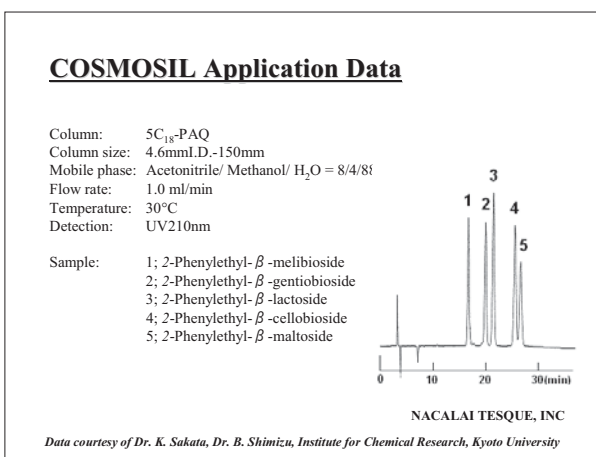 COSMOSIL Application Data
Column: 5C₁₈-PAQ
Column size: 4.6mmI.D.-150mm
Mobile phase: Acetonitrile/ Methanol/ H₂O = 8/4/88
Flow rate: 1.0 ml/min
Temperature: 30°C
Detection: UV210nm
Sample: 1; 2-Phenylethyl-β-melibioside
2; 2-Phenylethyl-β-gentiobioside
3; 2-Phenylethyl-β-lactoside
4; 2-Phenylethyl-β-cellobioside
5; 2-Phenylethyl-β-maltoside
1 2 3 4 5
0 10 20 30(min)
NACALAI TESQUE, INC
Data courtesy of Dr. K. Sakata, Dr. B. Shimizu, Institute for Chemical Research, Kyoto University